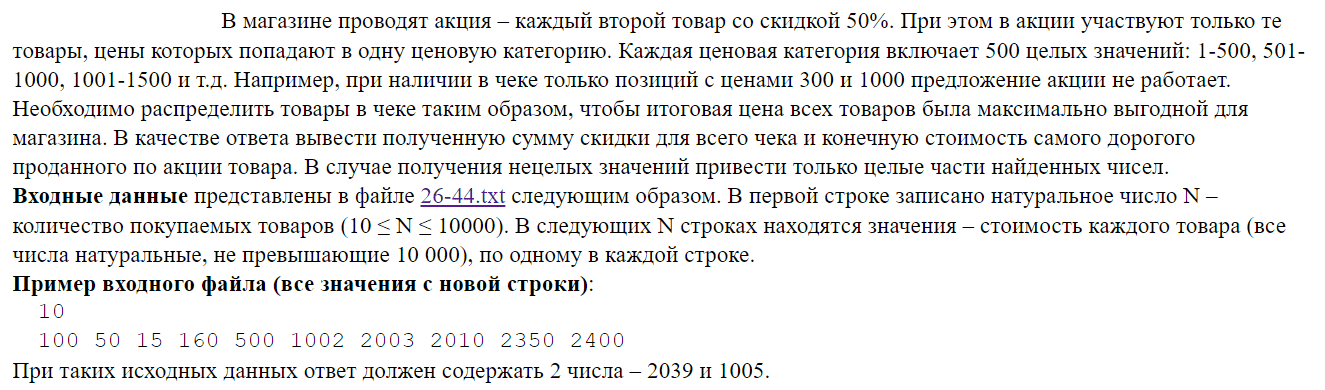 В магазине проводят акция – каждый второй товар со скидкой 50%. При этом в акции участвуют только те
товары, цены которых попадают в одну ценовую категорию. Каждая ценовая категория включает 500 целых значений: 1-500, 501-
1000, 1001-1500 и т.д. Например, при наличии в чеке только позиций с ценами 300 и 1000 предложение акции не работает.
Необходимо распределить товары в чеке таким образом, чтобы итоговая цена всех товаров была максимально выгодной для
магазина. В качестве ответа вывести полученную сумму скидки для всего чека и конечную стоимость самого дорогого
проданного по акции товара. В случае получения нецелых значений привести только целые части найденных чисел.
Входные данные представлены в файле 26-44.txt следующим образом. В первой строке записано натуральное число N –
количество покупаемых товаров (10 ≤ N ≤ 10000). В следующих N строках находятся значения – стоимость каждого товара (все
числа натуральные, не превышающие 10 000), по одному в каждой строке.
Пример входного файла (все значения с новой строки):
10
100 50 15 160 500 1002 2003 2010 2350 2400
При таких исходных данных ответ должен содержать 2 числа – 2039 и 1005.